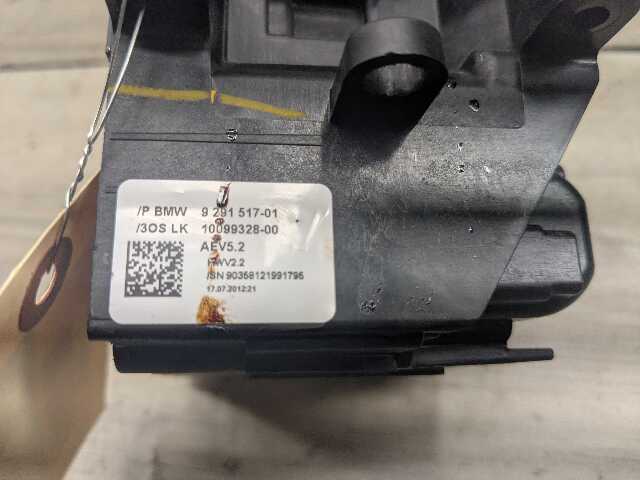 /P BMW 9 291 517-01
/3OS LK 10099328-00
AEV5.2
HWV2.2
/SN 90358121991795
17.07.2012:21